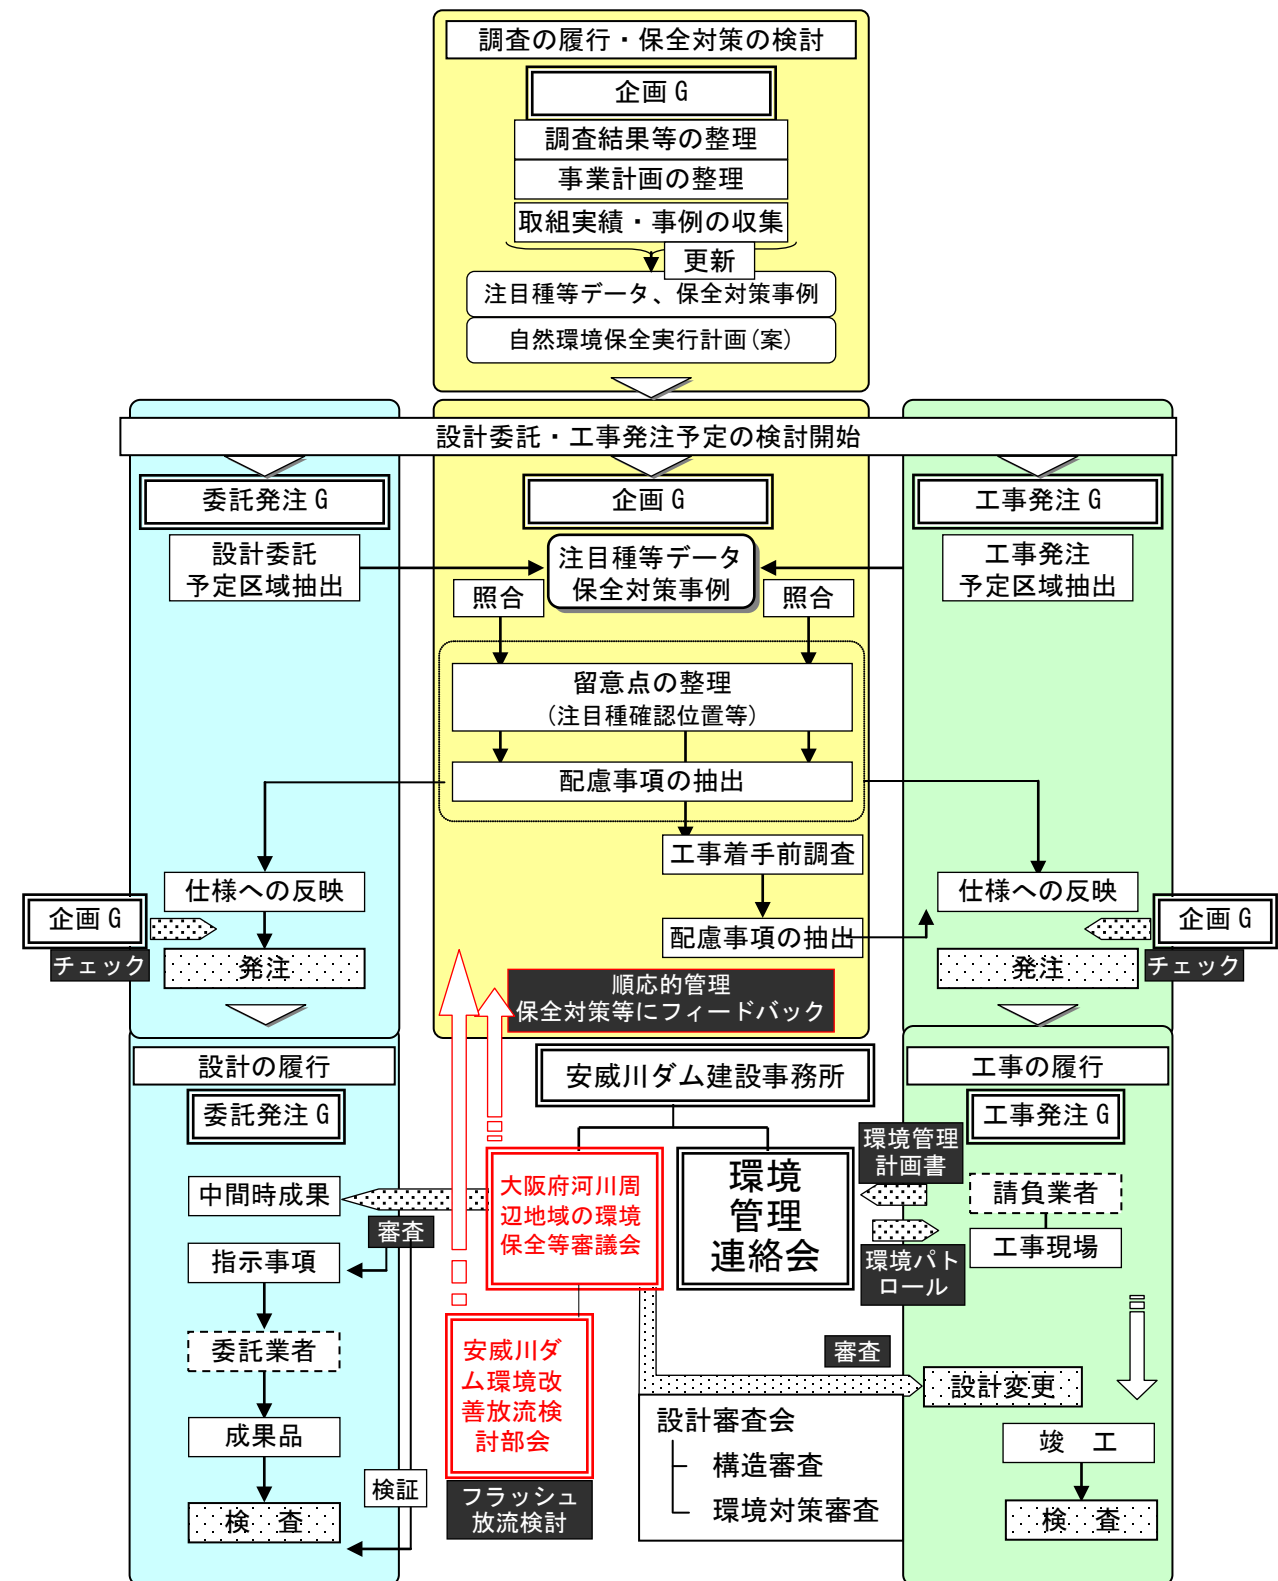 調査の履行・保全対策の検討
企画G
調査結果等の整理
事業計画の整理
取組実績・事例の収集
更新
注目種等データ、保全対策事例
自然環境保全実行計画(案)
設計委託・工事発注予定の検討開始
委託発注G
企画G
工事発注G
設計委託
予定区域抽出
注目種等データ
保全対策事例
工事発注
予定区域抽出
照合
照合
留意点の整理
(注目種確認位置等)
配慮事項の抽出
工事着手前調査
仕様への反映
仕様への反映
企画G
チェック
企画G
チェック
配慮事項の抽出
発注
発注
順応的管理
保全対策等にフィードバック
設計の履行
安威川ダム建設事務所
工事の履行
委託発注G
工事発注G
環境管理
計画書
中間時成果
大阪府河川周
辺地域の環境
保全等審議会
環境
管理
連絡会
請負業者
審査
指示事項
工事現場
環境パト
ロール
委託業者
安威川ダ
ム環境改
善放流検
討部会
審査
設計変更
成果品
設計審査会
構造審査
環境対策審査
竣 工
検証
フラッシュ
放流検討
検 査
検 査